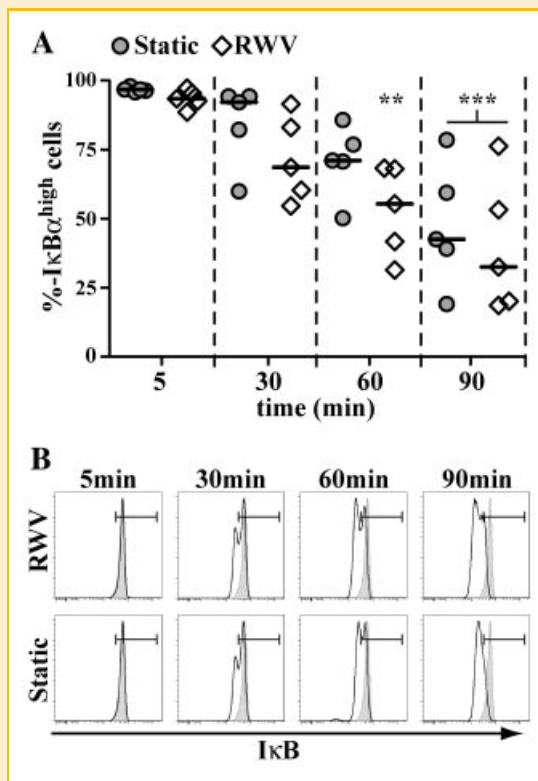 A
Static RWV
100
75
50
25
0
%-IκBα^high cells
** ***
5 30 60 90
time (min)
B
5min 30min 60min 90min
RWV
Static
IκB